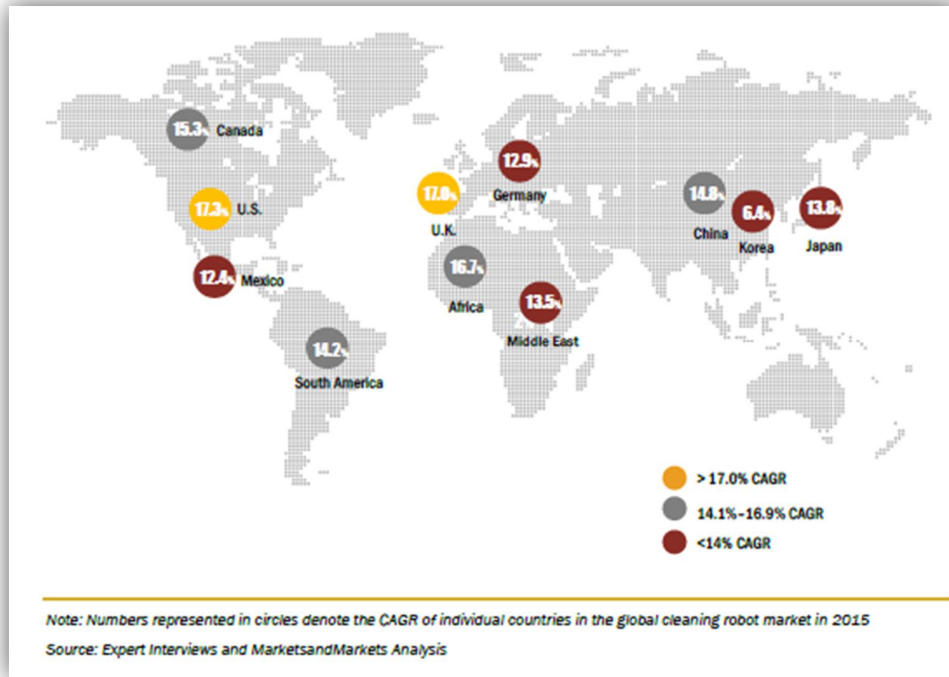 15.3% Canada
17.3% U.S.
12.4% Mexico
14.2%
South America
U.K.
12.9%
Germany
16.7%
Africa
13.5%
Middle East
14.8%
China
6.4%
Korea
13.8%
Japan
> 17.0% CAGR
14.1%-16.9% CAGR
<14% CAGR
Note: Numbers represented in circles denote the CAGR of individual countries in the global cleaning robot market in 2015
Source: Expert Interviews and MarketsandMarkets Analysis